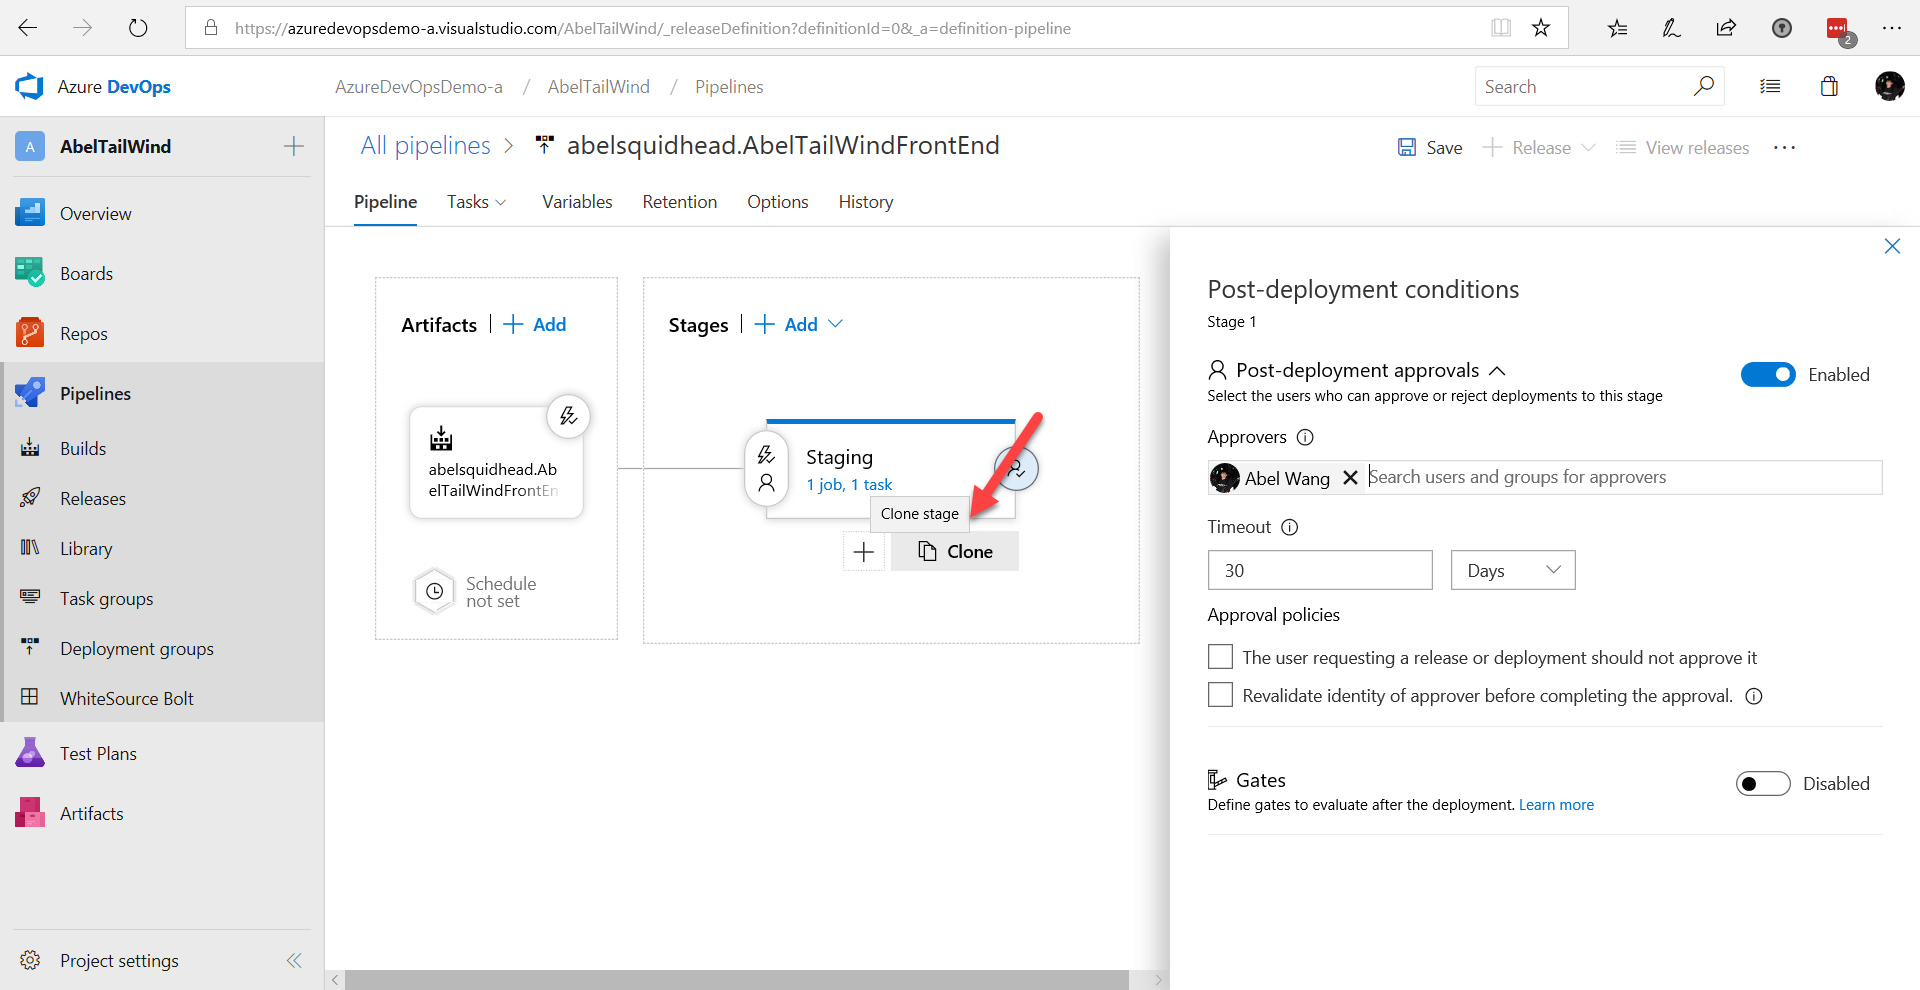 https://azuredevopsdemo-a.visualstudio.com/AbelTailWind/_releaseDefinition?definitionId=0&_a=definition-pipeline
2
Azure DevOps
AzureDevOpsDemo-a / AbelTailWind / Pipelines
Search
A AbelTailWind
All pipelines > abelsquidhead.AbelTailWindFrontEnd
Save
Release
View releases
Pipeline Tasks Variables Retention Options History
Overview
Boards
Repos
Pipelines
Builds
Releases
Library
Task groups
Deployment groups
WhiteSource Bolt
Test Plans
Artifacts
Project settings
Artifacts | + Add
abelsquidhead.Ab
elTailWindFrontEn
Schedule
not set
Stages | + Add
Staging
1 job, 1 task
Clone stage
Clone
Post-deployment conditions
Stage 1
Post-deployment approvals
Enabled
Select the users who can approve or reject deployments to this stage
Approvers
Abel Wang
Search users and groups for approvers
Timeout
30
Days
Approval policies
The user requesting a release or deployment should not approve it
Revalidate identity of approver before completing the approval.
Gates
Disabled
Define gates to evaluate after the deployment. Learn more